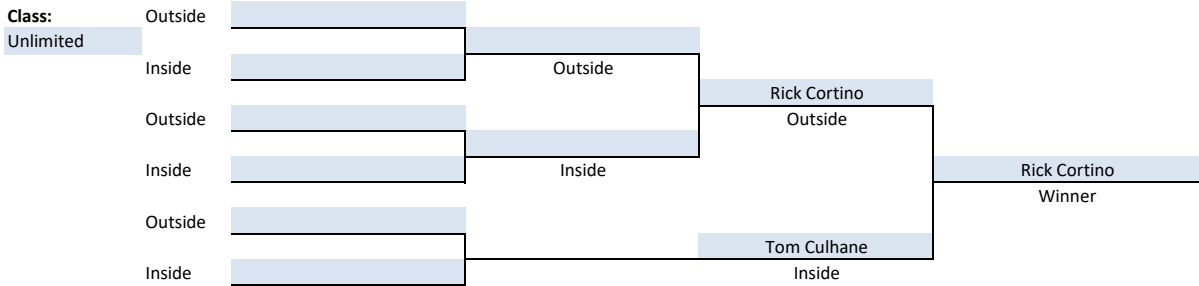 Class:
Outside
Unlimited
Inside
Outside
Rick Cortino
Outside
Outside
Inside
Inside
Rick Cortino
Winner
Outside
Tom Culhane
Inside
Inside